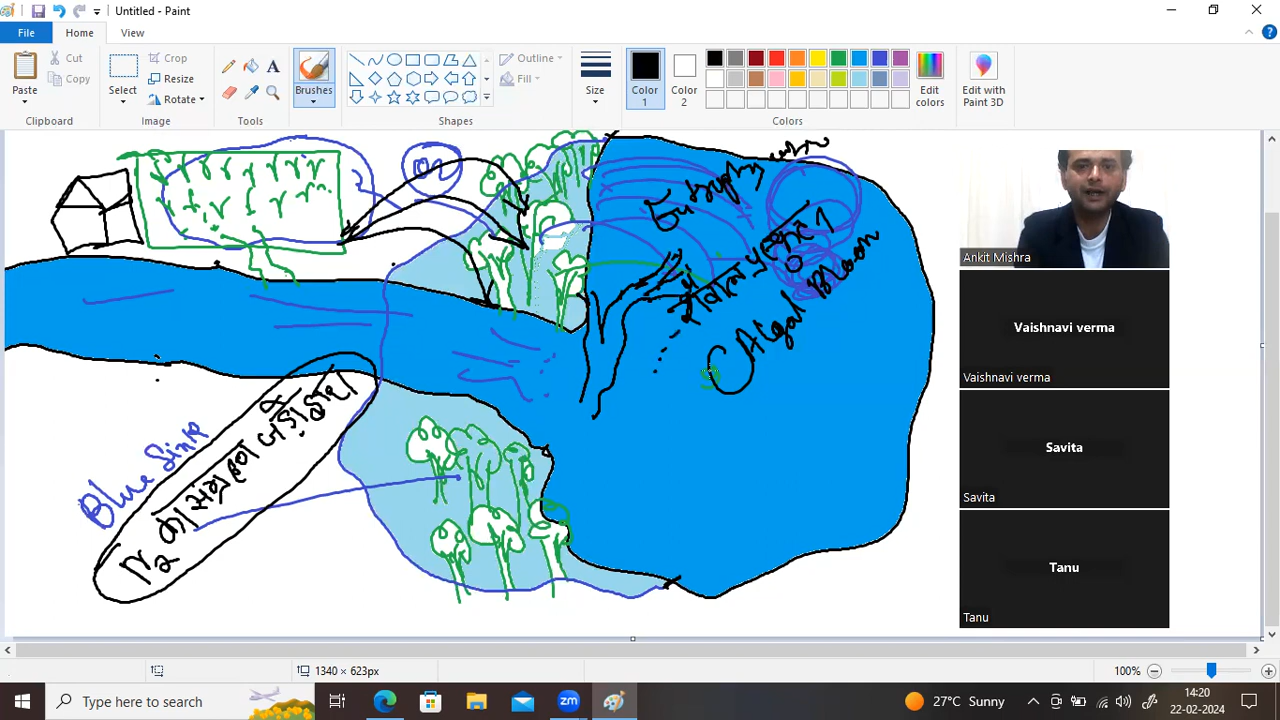 Untitled - Paint
File
Home
View
Cut
Copy
Paste
Crop
Resize
Rotate
Select
Brushes
Outline
Fill
Size
Color 1
Color 2
Edit colors
Edit with Paint 3D
Clipboard
Image
Tools
Shapes
Colors
Algal Bloom
Blue Sink
N2 का
Ankit Mishra
Vaishnavi verma
Vaishnavi verma
Savita
Savita
Tanu
Tanu
1340 × 623px
100%
Type here to search
zm
27°C Sunny
14:20
22-02-2024